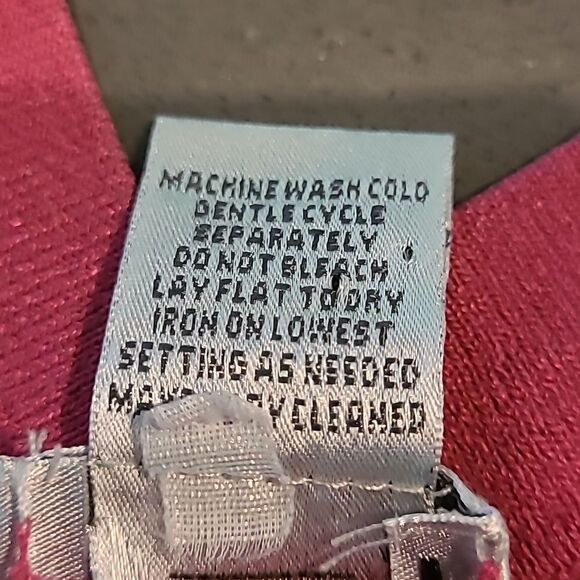 MACHINE WASH COLD
GENTLE CYCLE
SEPARATELY
DO NOT BLEACH
LAY FLAT TO DRY
IRON ON LOWEST
SETTING AS NEEDED
CLEANED